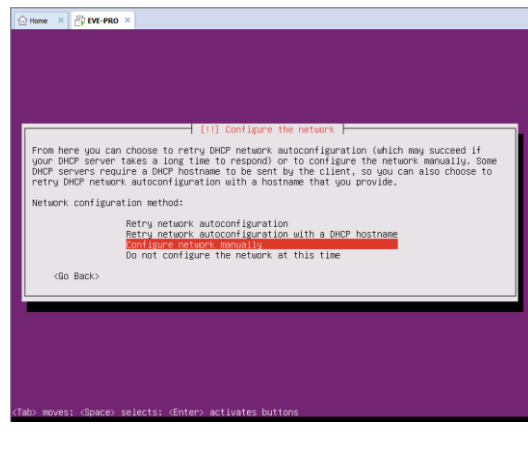 Home × EVE-PRO ×
[!!] Configure the network
From here you can choose to retry DHCP network autoconfiguration (which may succeed if
your DHCP server takes a long time to respond) or to configure the network manually. Some
DHCP servers require a DHCP hostname to be sent by the client, so you can also choose to
retry DHCP network autoconfiguration with a hostname that you provide.
Network configuration method:
Retry network autoconfiguration
Retry network autoconfiguration with a DHCP hostname
Configure network manually
Do not configure the network at this time
<Go Back>
<Tab> moves; <Space> selects; <Enter> activates buttons